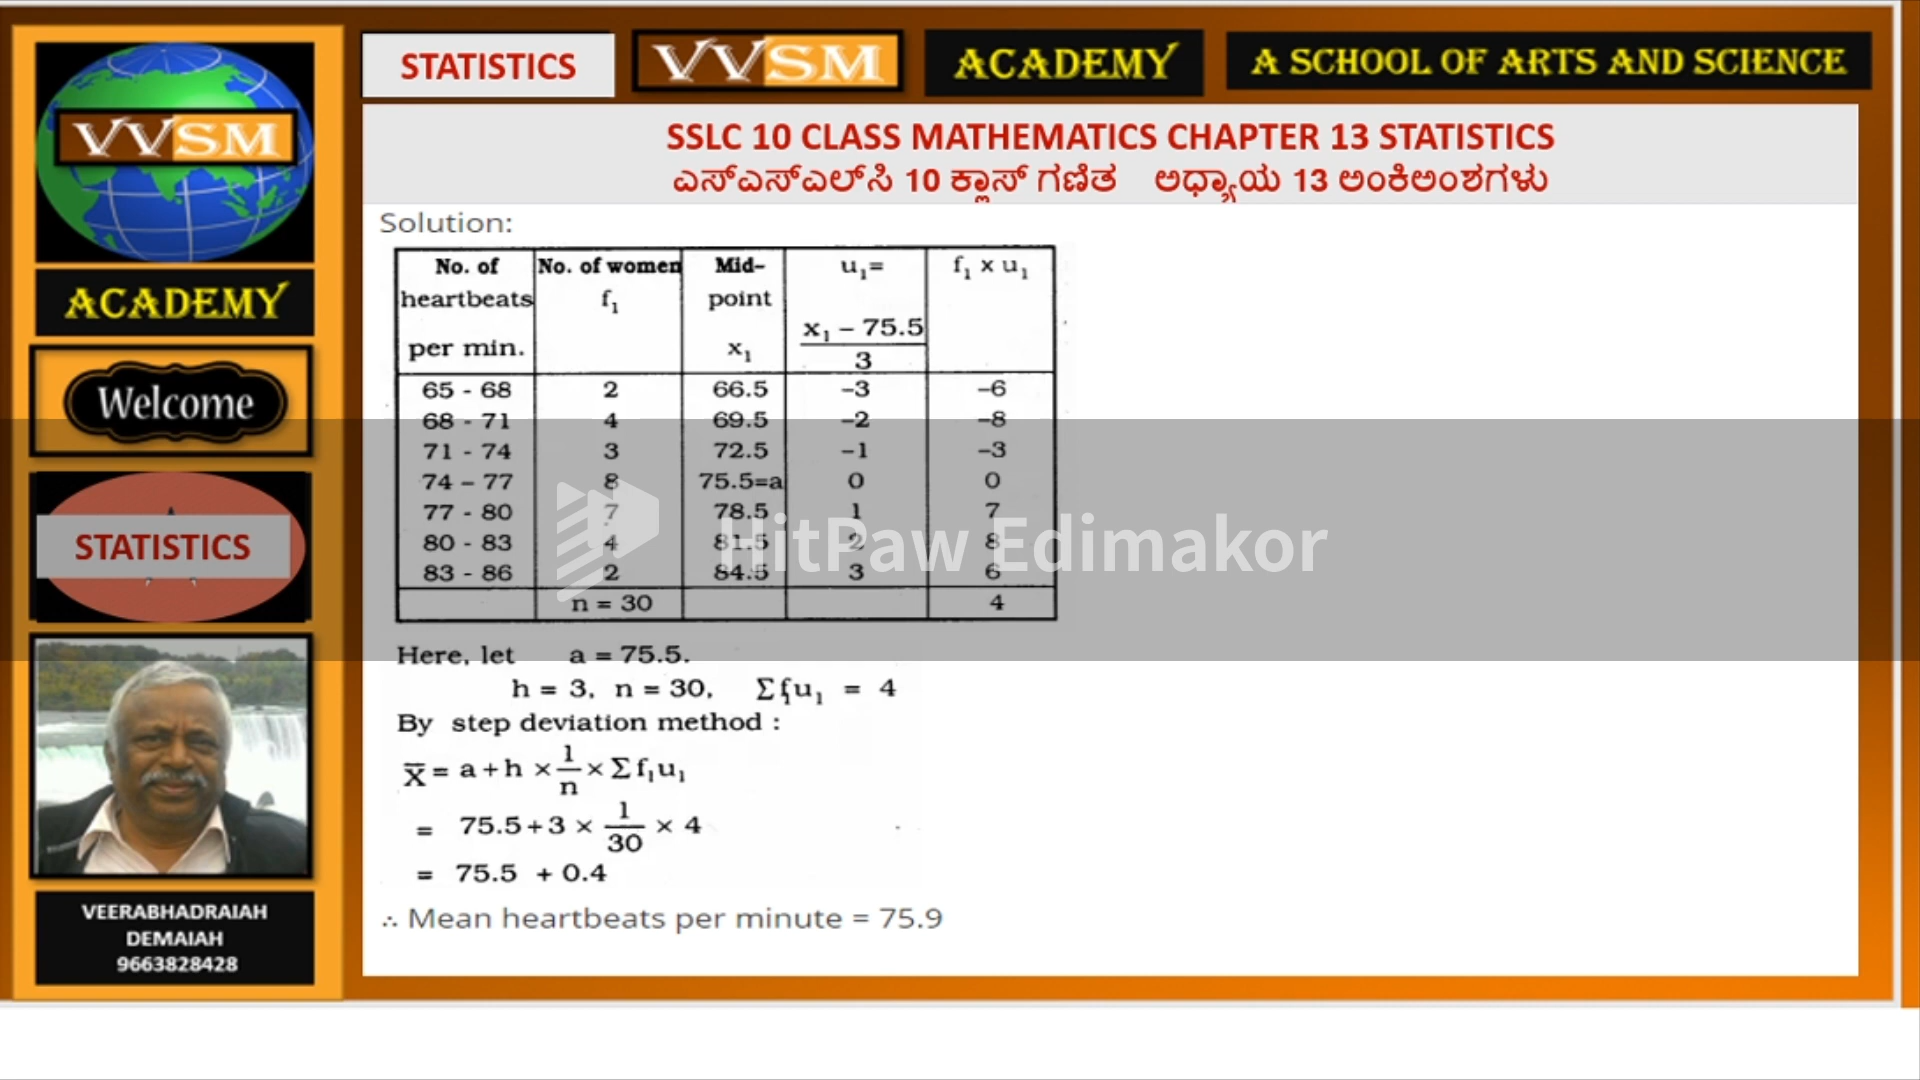 STATISTICS
VVSM
ACADEMY
A SCHOOL OF ARTS AND SCIENCE
VVSM
ACADEMY
Welcome
STATISTICS
VEERABHADRAIAH
DEMAIAH
9663828428
SSLC 10 CLASS MATHEMATICS CHAPTER 13 STATISTICS
ಎಸ್ಎಸ್ಎಲ್‌ಸಿ 10 ಕ್ಲಾಸ್ ಗಣಿತ ಅಧ್ಯಾಯ 13 ಅಂಕಿಅಂಶಗಳು
Solution:
No. of heartbeats per min. No. of women f₁ Mid-point x₁ u₁= x₁ – 75.5 / 3 f₁ x u₁
65 - 68 2 66.5 –3 –6
68 - 71 4 69.5 –2 –8
71 - 74 3 72.5 –1 –3
74 – 77 8 75.5=a 0 0
77 - 80 7 78.5 1 7
80 - 83 4 81.5 2 8
83 - 86 2 84.5 3 6
n = 30 4
HitPaw Edimakor
Here, let a = 75.5.
h = 3, n = 30, Σf₁u₁ = 4
By step deviation method :
x̄ = a + h × 1/n × Σ f₁u₁
= 75.5 + 3 × 1/30 × 4
= 75.5 + 0.4
∴ Mean heartbeats per minute = 75.9